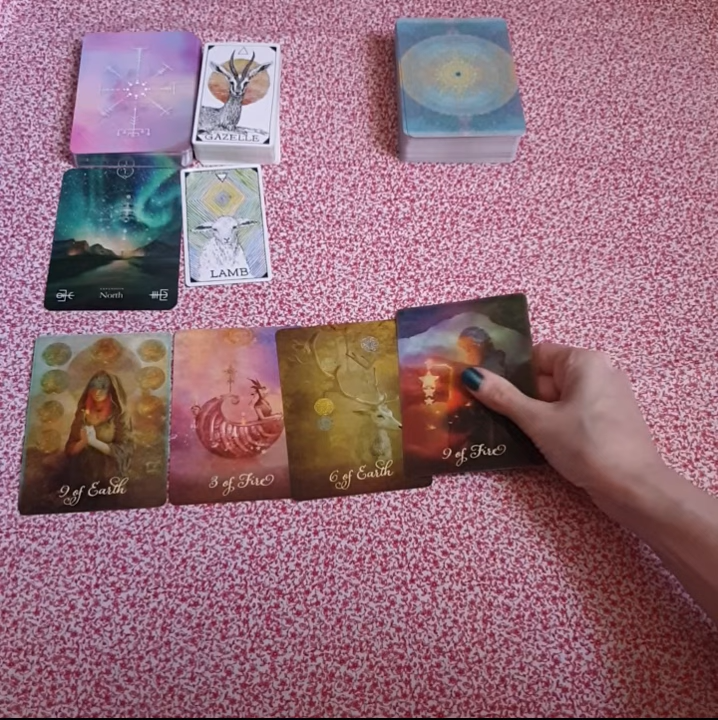 GAZELLE
North
LAMB
9 of Earth
3 of Fire
6 of Earth
9 of Fire